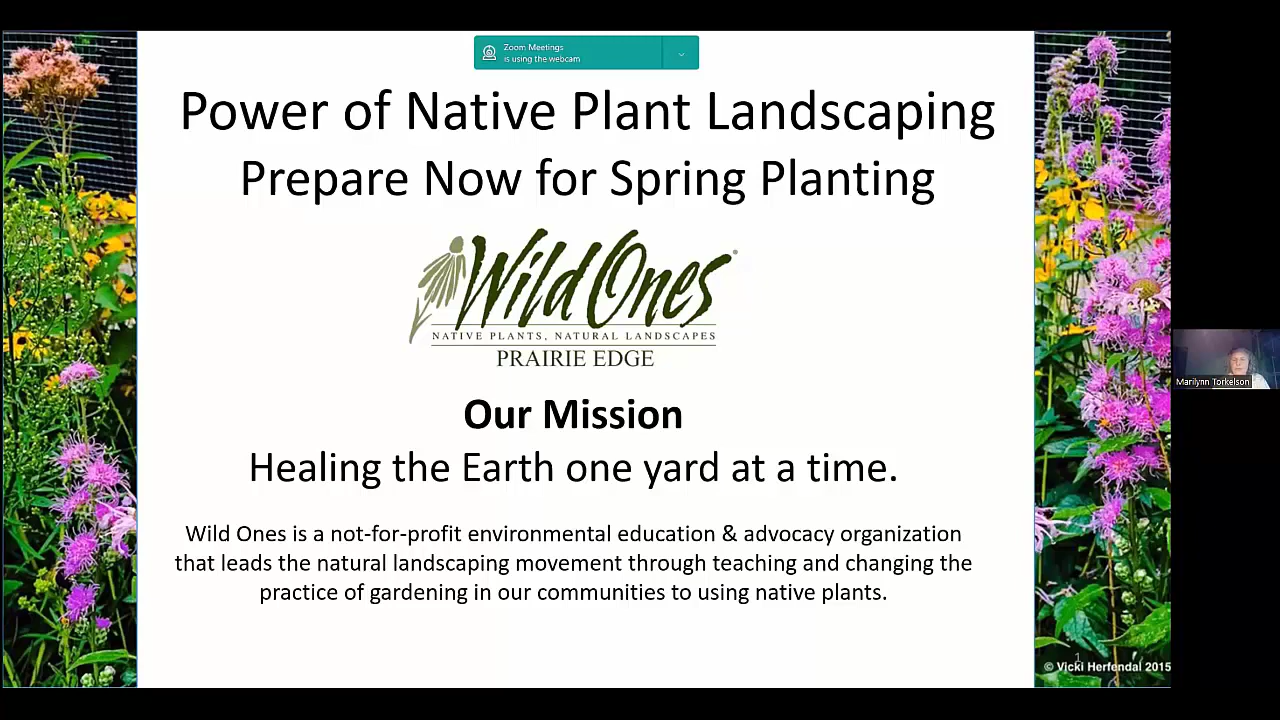 Zoom Meetings
is using the webcam
Power of Native Plant Landscaping
Prepare Now for Spring Planting
Wild Ones®
NATIVE PLANTS, NATURAL LANDSCAPES
PRAIRIE EDGE
Our Mission
Healing the Earth one yard at a time.
Wild Ones is a not-for-profit environmental education & advocacy organization
that leads the natural landscaping movement through teaching and changing the
practice of gardening in our communities to using native plants.
Marilynn Torkelson
1
© Vicki Herfendal 2015